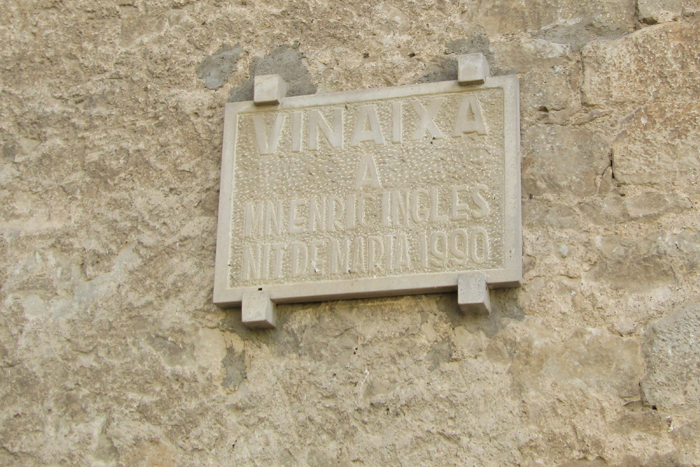 VINAIXA
A
MN. ENRIC INGLES
NIT DE MARIA 1990